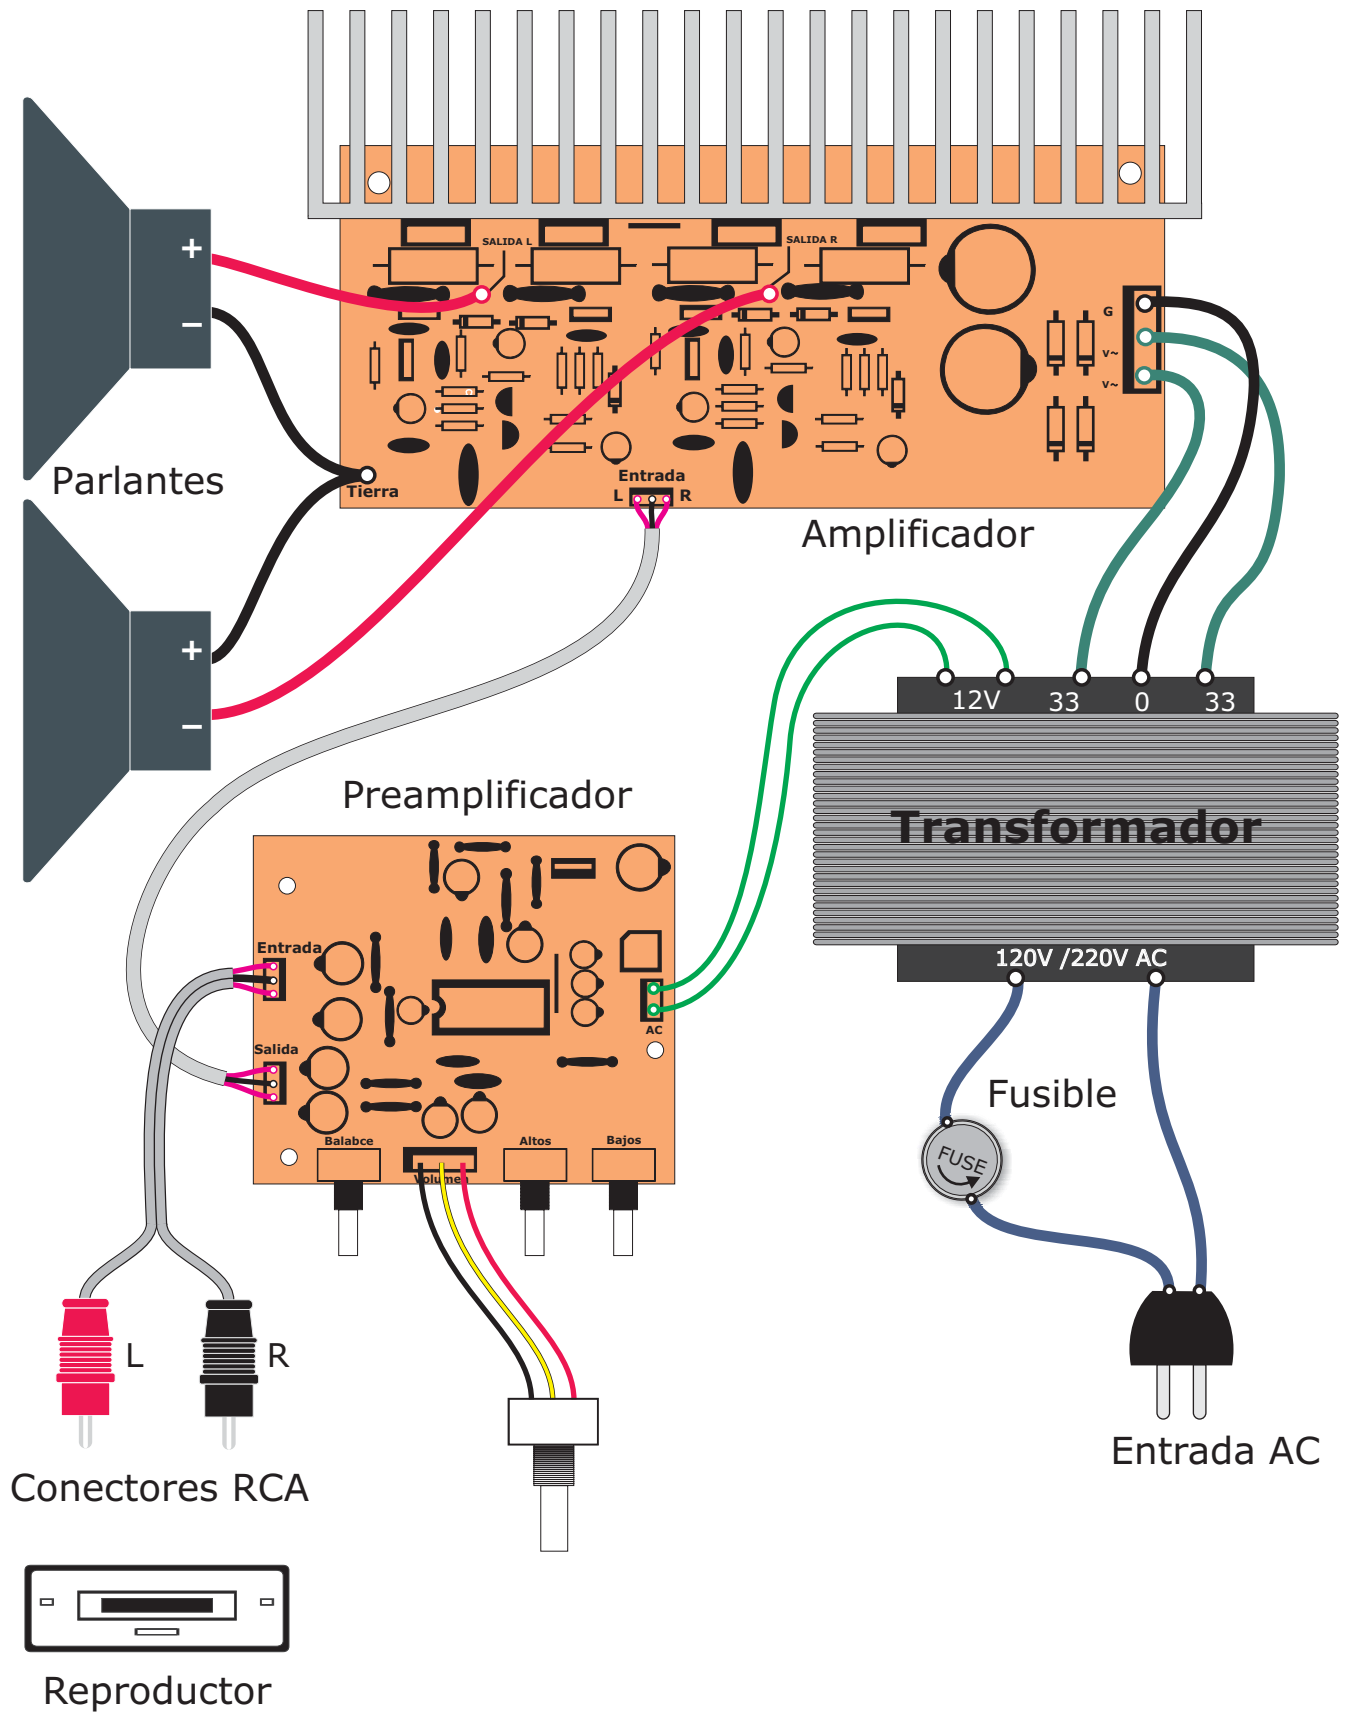 SALIDA L
SALIDA R
+
−
G
v~
v~
Parlantes
Tierra
Entrada
L
R
Amplificador
+
−
12V
33
0
33
Preamplificador
Transformador
Entrada
120V /220V AC
AC
Salida
Fusible
Balabce
Altos
Bajos
Volumen
FUSE
L
R
Entrada AC
Conectores RCA
Reproductor